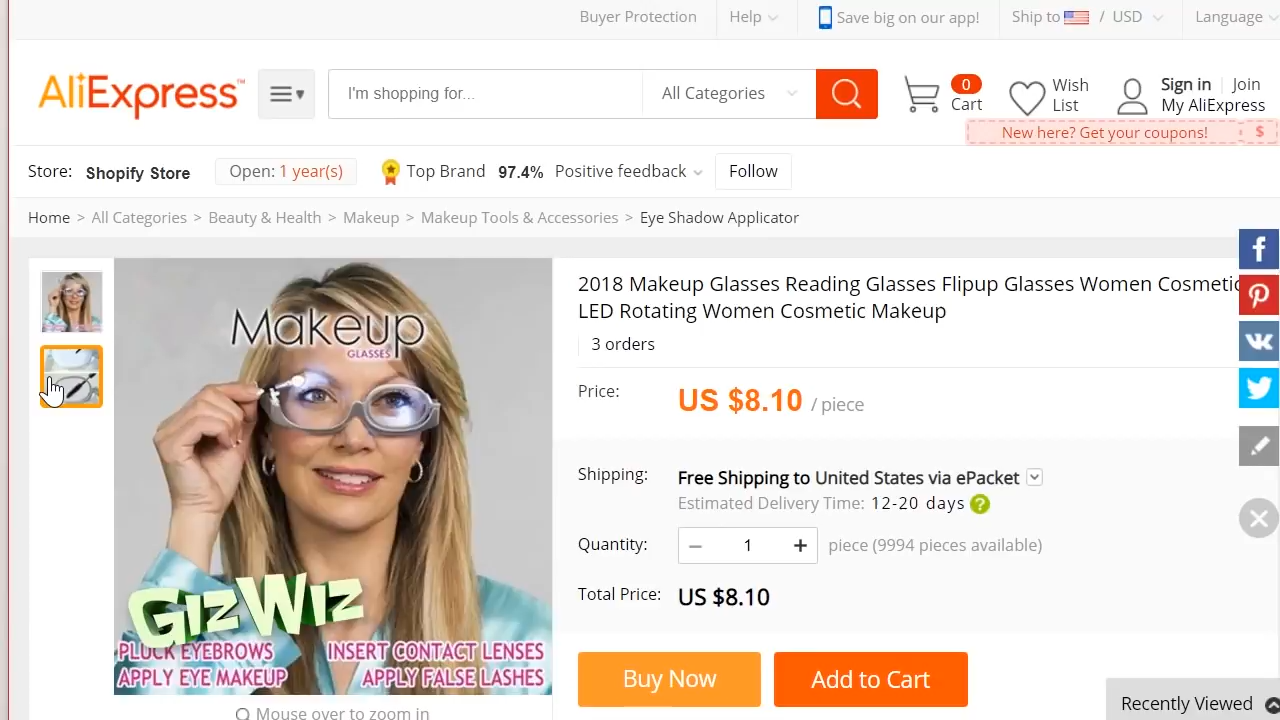 Buyer Protection
Help
Save big on our app!
Ship to / USD
Language
AliExpress™
I'm shopping for...
All Categories
0
Cart
Wish
List
Sign in
Join
My AliExpress
New here? Get your coupons!
$
Store: Shopify Store
Open: 1 year(s)
Top Brand 97.4% Positive feedback
Follow
Home > All Categories > Beauty & Health > Makeup > Makeup Tools & Accessories > Eye Shadow Applicator
2018 Makeup Glasses Reading Glasses Flipup Glasses Women Cosmetic
LED Rotating Women Cosmetic Makeup
3 orders
Price: US $8.10 / piece
Shipping: Free Shipping to United States via ePacket
Estimated Delivery Time: 12-20 days ?
Quantity: − 1 + piece (9994 pieces available)
Total Price: US $8.10
Buy Now
Add to Cart
Makeup
GLASSES
GIZWIZ
PLUCK EYEBROWS
INSERT CONTACT LENSES
APPLY EYE MAKEUP
APPLY FALSE LASHES
Mouse over to zoom in
Recently Viewed